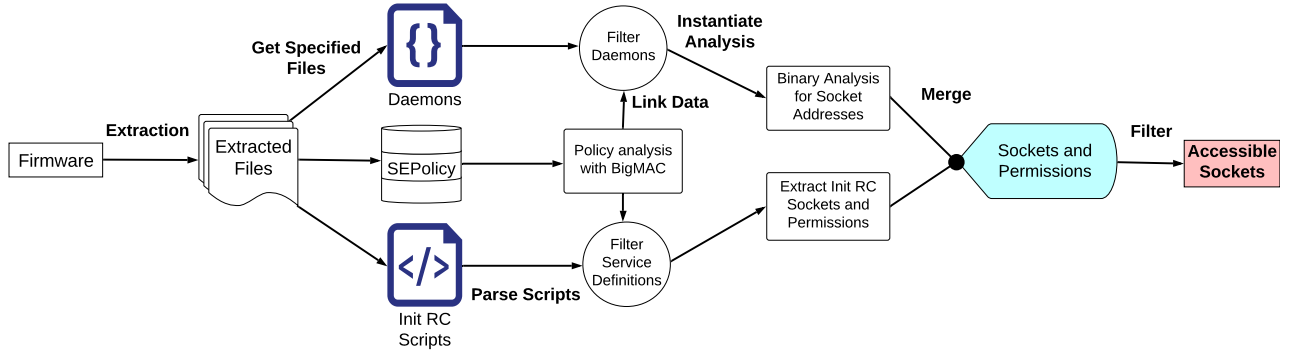 Firmware
Extraction
Extracted
Files
Get Specified
Files
{}
Daemons
SEPolicy
</>
Init RC
Scripts
Parse Scripts
Filter
Daemons
Link Data
Policy analysis
with BigMAC
Filter
Service
Definitions
Instantiate
Analysis
Binary Analysis
for Socket
Addresses
Extract Init RC
Sockets and
Permissions
Merge
Sockets and
Permissions
Filter
Accessible
Sockets